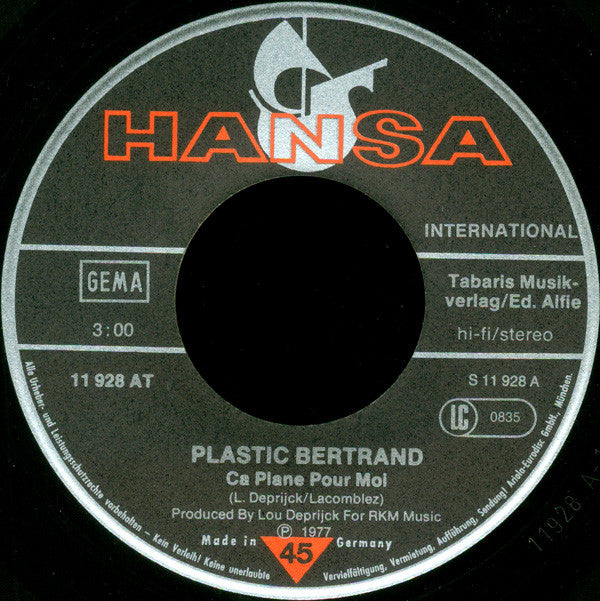 HANSA
INTERNATIONAL
GEMA
3:00
11 928 AT
Tabaris Musik-
verlag/Ed. Alfie
hi-fi/stereo
S 11 928 A
LC 0835
PLASTIC BERTRAND
Ca Plane Pour Moi
(L. Deprijck/Lacomblez)
Produced By Lou Deprijck For RKM Music
Ⓟ 1977
Made in 45 Germany
Alle Urheber- und Leistungsschutzrechte vorbehalten - Kein Verleih! Keine unerlaubte Vervielfältigung, Vermietung, Aufführung, Sendung! Ariola-Eurodisc GmbH., München.
11928 A-